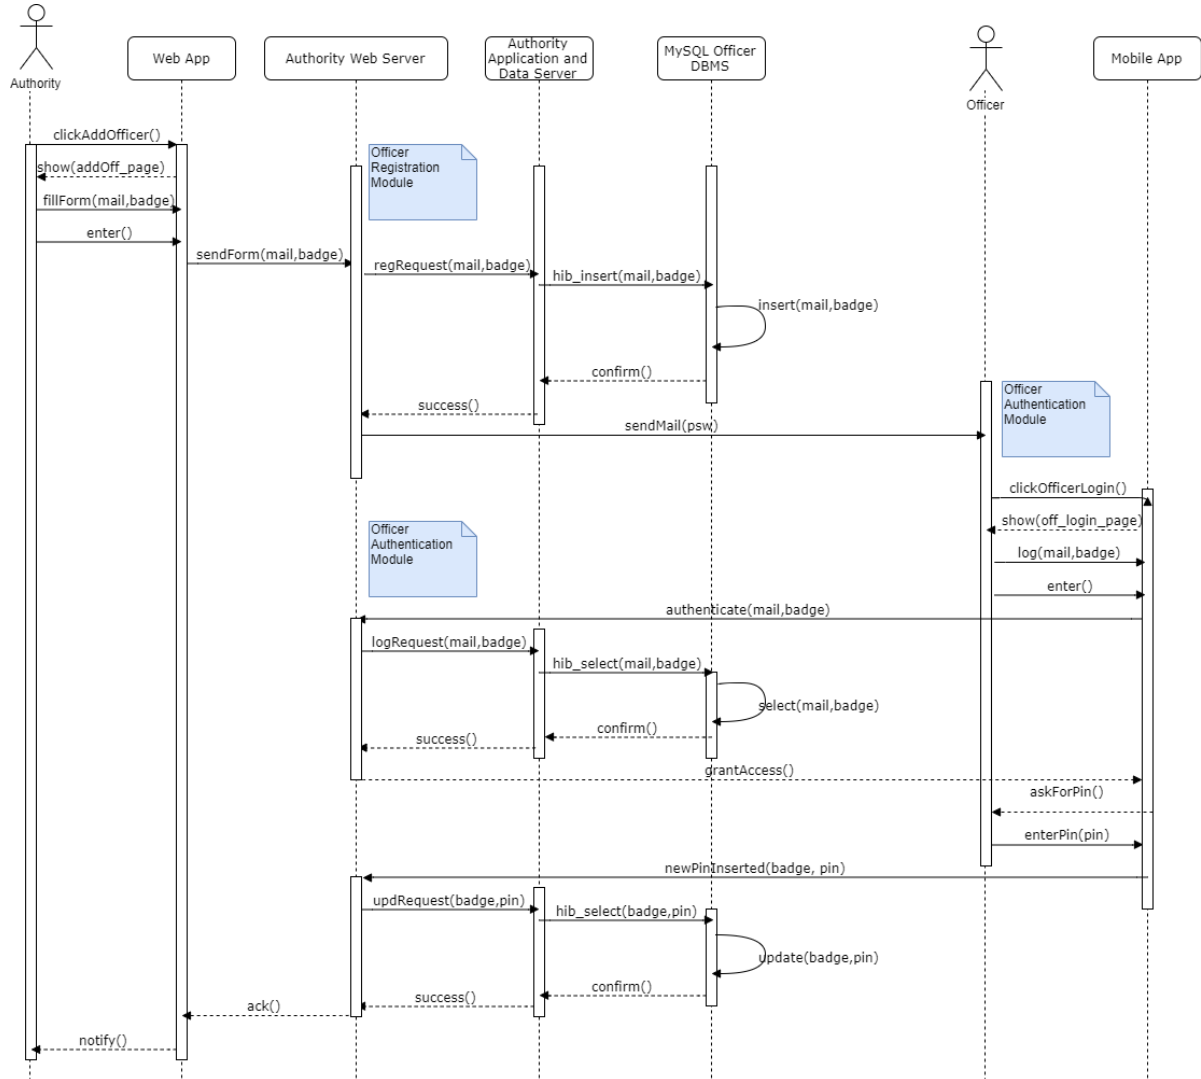 Authority
Web App
Authority Web Server
Authority
Application and
Data Server
MySQL Officer
DBMS
Officer
Mobile App
clickAddOfficer()
show(addOff_page)
fillForm(mail,badge)
enter()
sendForm(mail,badge)
Officer
Registration
Module
regRequest(mail,badge)
hib_insert(mail,badge)
insert(mail,badge)
confirm()
success()
sendMail(psw)
Officer
Authentication
Module
clickOfficerLogin()
show(off_login_page)
log(mail,badge)
enter()
Officer
Authentication
Module
authenticate(mail,badge)
logRequest(mail,badge)
hib_select(mail,badge)
select(mail,badge)
confirm()
success()
grantAccess()
askForPin()
enterPin(pin)
newPinInserted(badge, pin)
updRequest(badge,pin)
hib_select(badge,pin)
update(badge,pin)
confirm()
success()
ack()
notify()